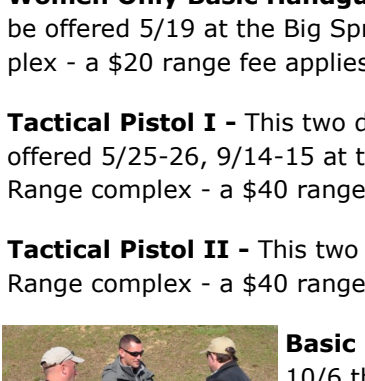 Women Only Basic
be offered 5/19 at the Big
plex - a $20 range fee applies
Tactical Pistol I - This two
offered 5/25-26, 9/14-15 at
Range complex - a $40 range
Tactical Pistol II - This two
Range complex - a $40 range
Basic
10/6